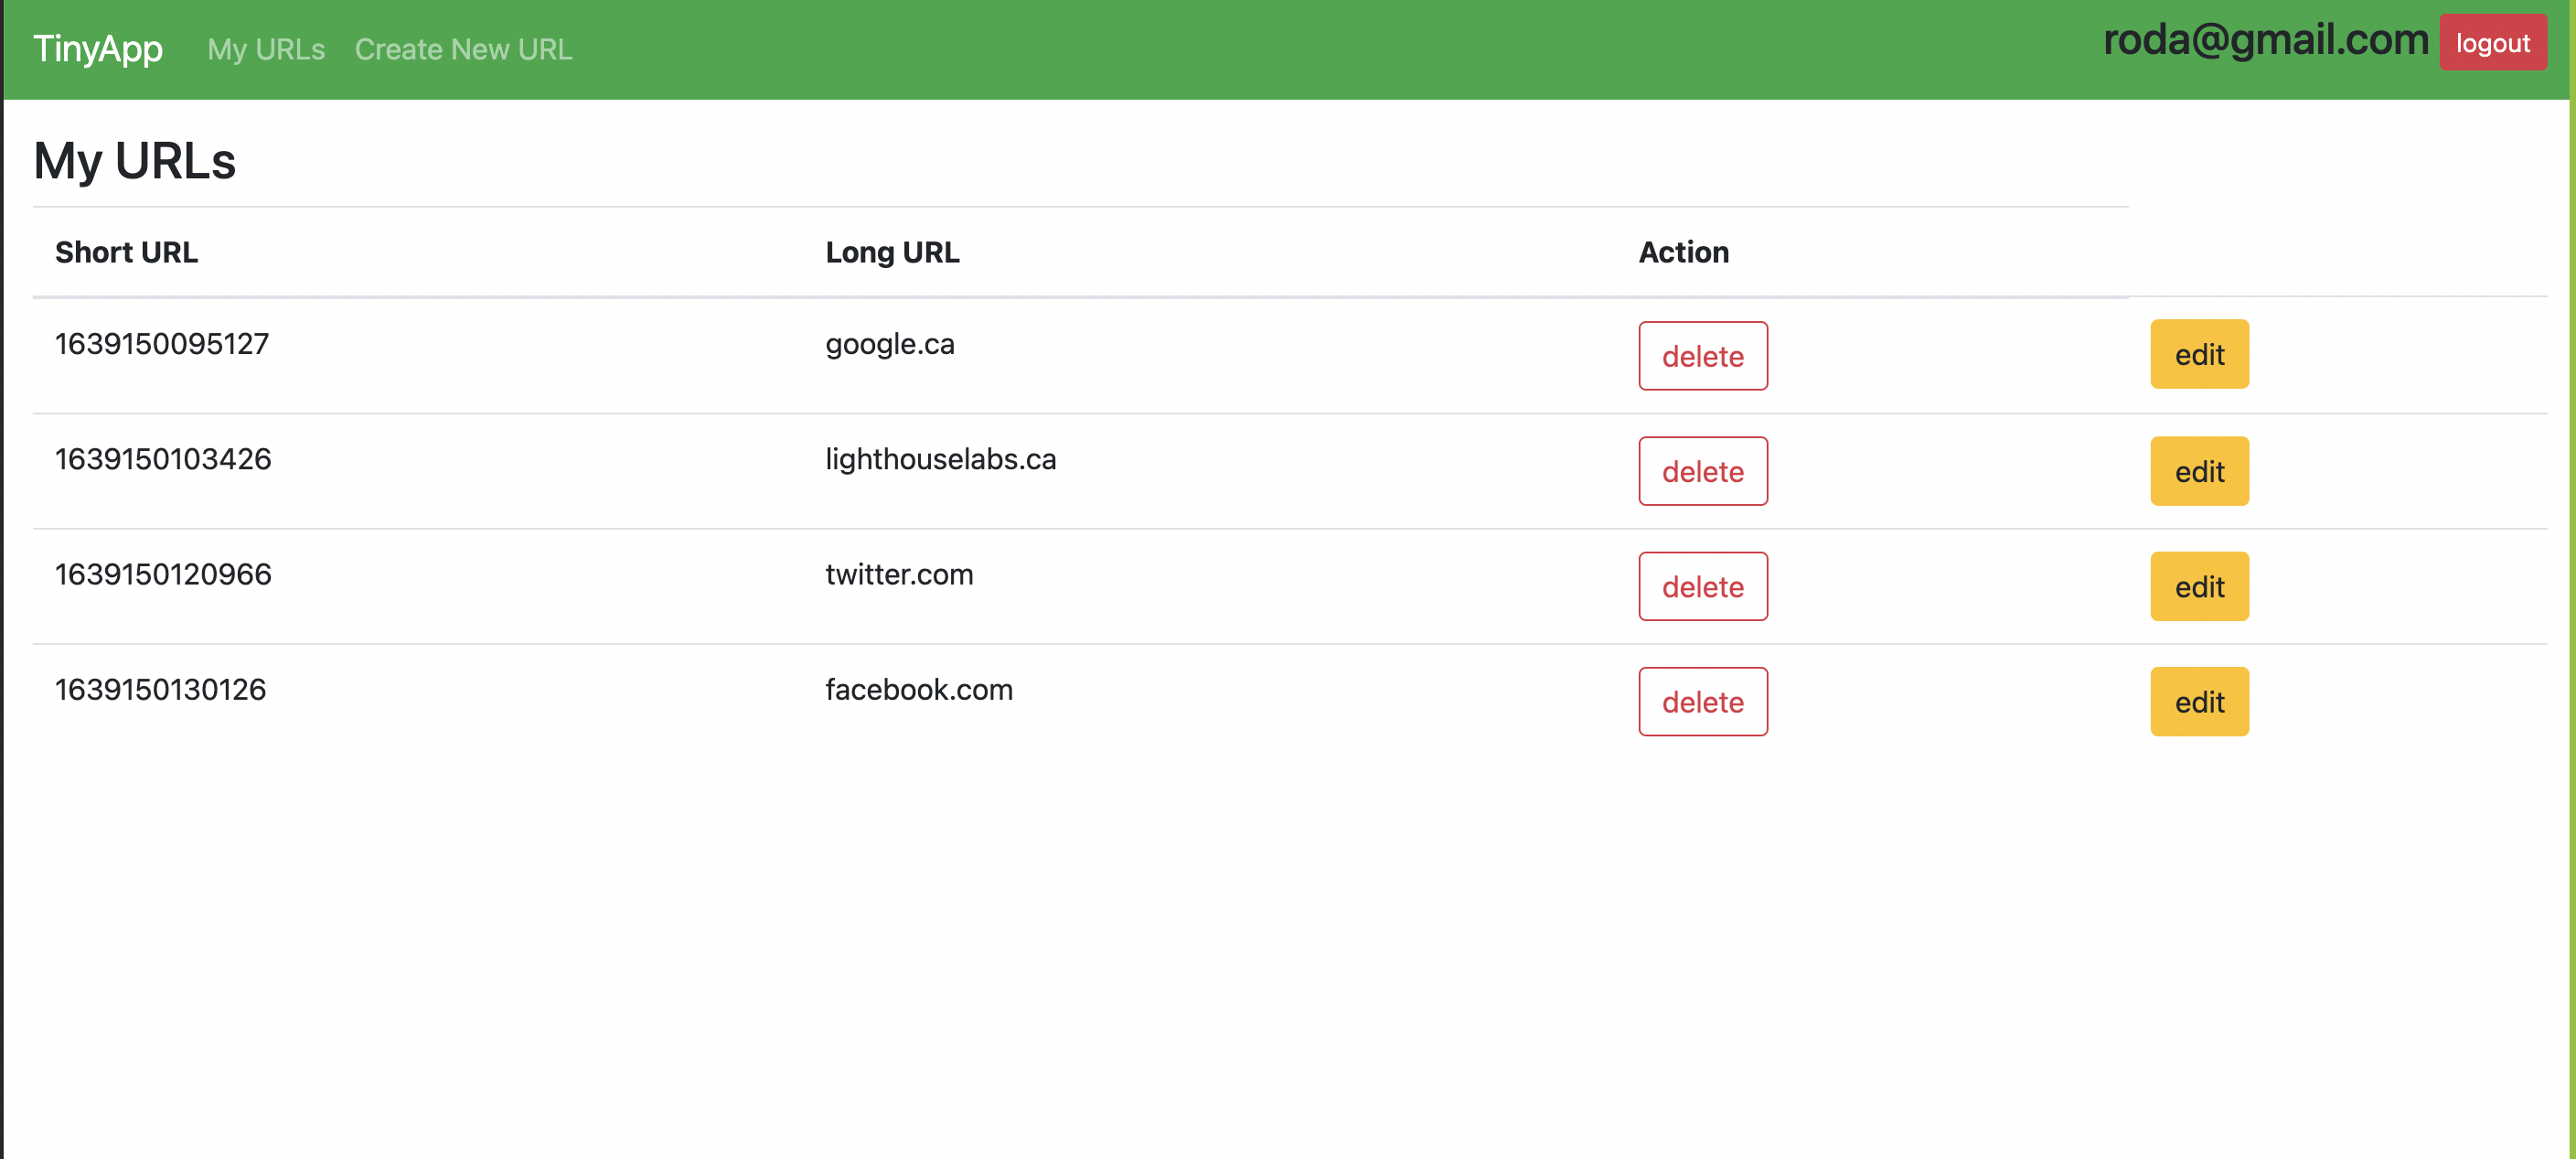 TinyApp My URLs Create New URL roda@gmail.com logout
My URLs
Short URL Long URL Action
1639150095127 google.ca delete edit
1639150103426 lighthouselabs.ca delete edit
1639150120966 twitter.com delete edit
1639150130126 facebook.com delete edit